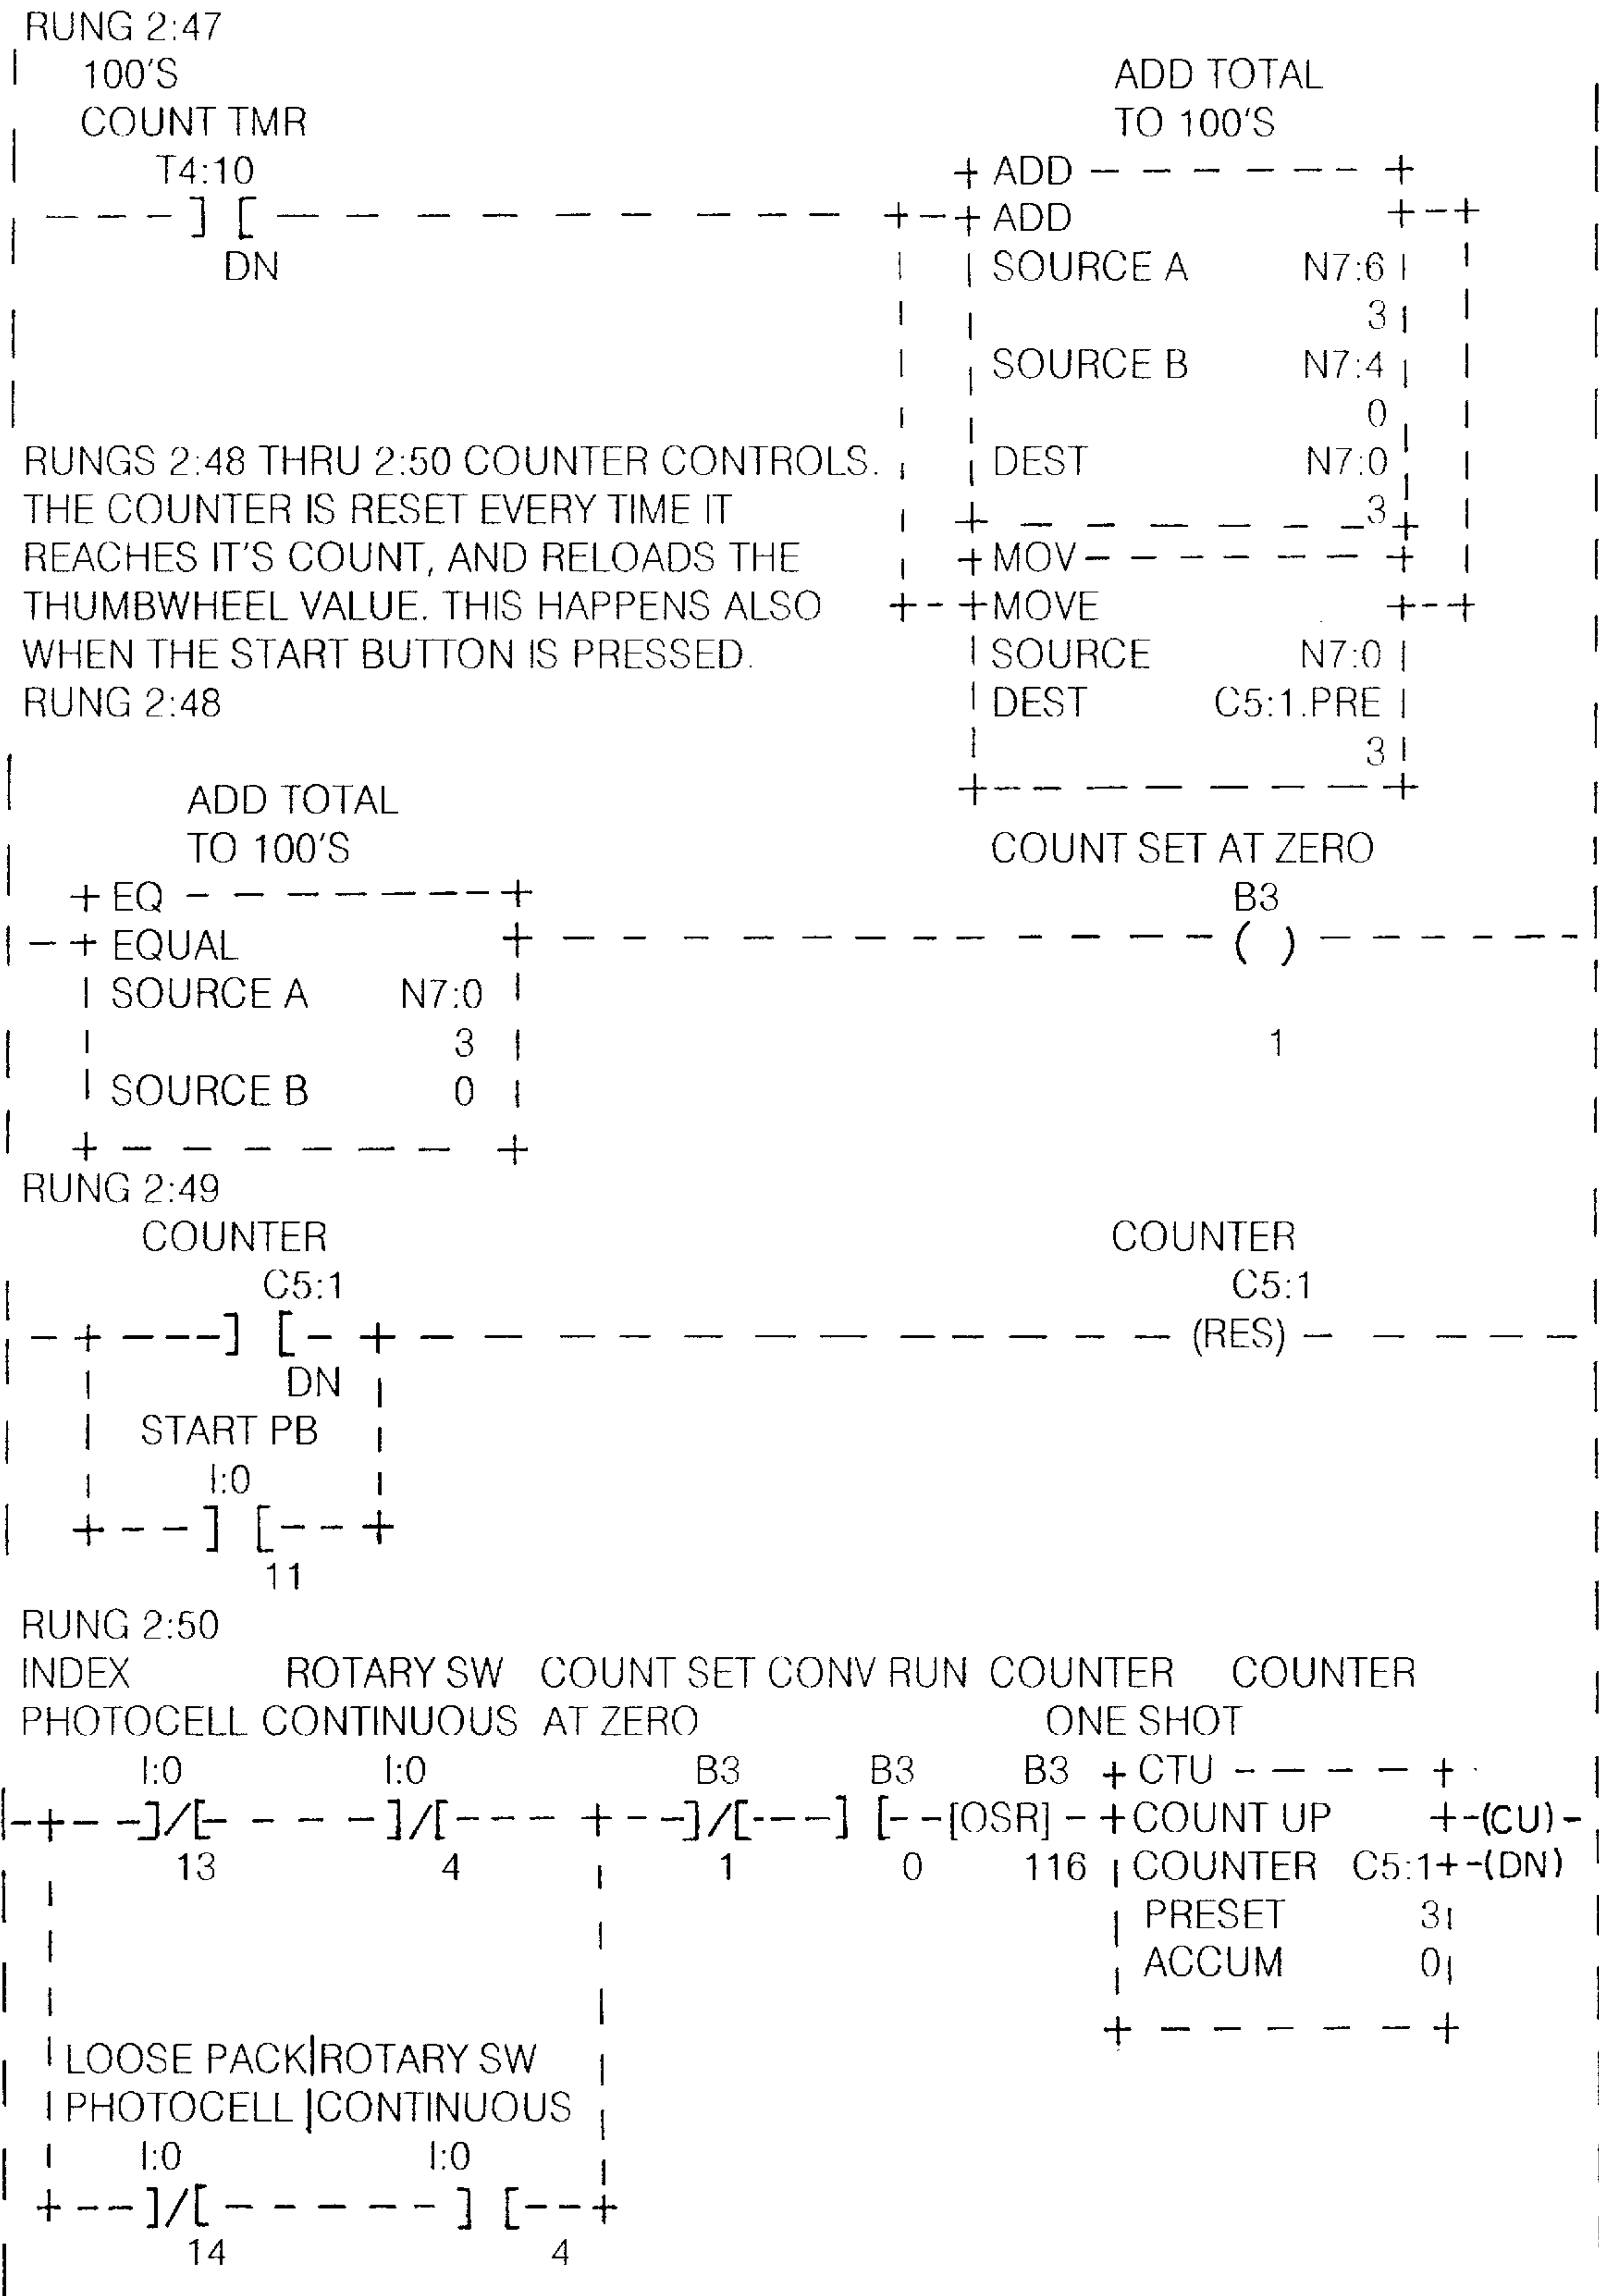 RUNG 2:47
100'S ADD TOTAL
COUNT TMR TO 100'S
T4:10 + ADD - - - - - - - +
- - - ] [ - - - - - - - - - - +--+ ADD +--+
DN | | SOURCE A N7:6 | |
| | 3 | |
| | SOURCE B N7:4 | |
| | 0 | |
RUNGS 2:48 THRU 2:50 COUNTER CONTROLS. | | DEST N7:0 | |
THE COUNTER IS RESET EVERY TIME IT | + - - - - - - - 3 + |
REACHES IT'S COUNT, AND RELOADS THE | + MOV - - - - - - + |
THUMBWHEEL VALUE. THIS HAPPENS ALSO +--+ MOVE +--+
WHEN THE START BUTTON IS PRESSED. | SOURCE N7:0 |
RUNG 2:48 | DEST C5:1.PRE |
| 3 |
ADD TOTAL +-- - - - - - - +
TO 100'S COUNT SET AT ZERO
+ EQ - - - - - - - - + B3
| - + EQUAL + - - - - - - - - - - - - ( ) - - - - -
| SOURCE A N7:0 |
| 3 | 1
| SOURCE B 0 |
+ - - - - - - - +
RUNG 2:49
COUNTER COUNTER
C5:1 C5:1
- + ---] [- + - - - - - - - - - - - - (RES) - - - - -
| DN |
| START PB |
| I:0 |
+ - - - ] [ - - +
11
RUNG 2:50
INDEX ROTARY SW COUNT SET CONV RUN COUNTER COUNTER
PHOTOCELL CONTINUOUS AT ZERO ONE SHOT
I:0 I:0 B3 B3 B3 + CTU - - - - - +
|-+- -]/[- - - - -]/[--- + --]/[---] [--[OSR] - + COUNT UP +-(CU)-
13 4 | 1 0 116 | COUNTER C5:1+-(DN)
| | | PRESET 3|
| | | ACCUM 0|
| | + - - - - - - +
| LOOSE PACK|ROTARY SW |
| PHOTOCELL |CONTINUOUS |
| I:0 I:0 |
+ --]/[ - - - - - ] [--+
14 4